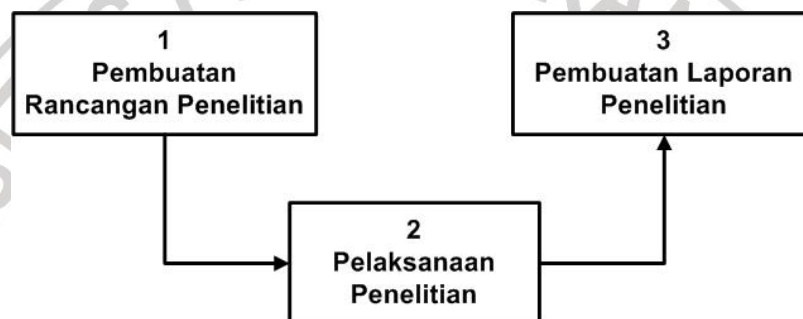 1
Pembuatan
Rancangan Penelitian
3
Pembuatan Laporan
Penelitian
2
Pelaksanaan
Penelitian